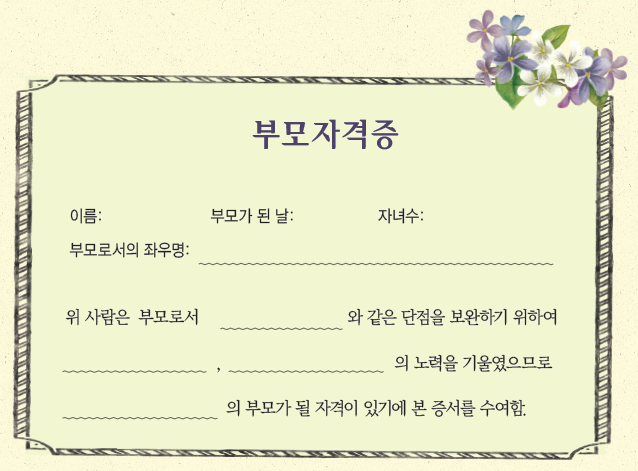 부모자격증
이름: 부모가 된 날: 자녀수:
부모로서의 좌우명:
위 사람은 부모로서 와 같은 단점을 보완하기 위하여
, 의 노력을 기울였으므로
의 부모가 될 자격이 있기에 본 증서를 수여함.